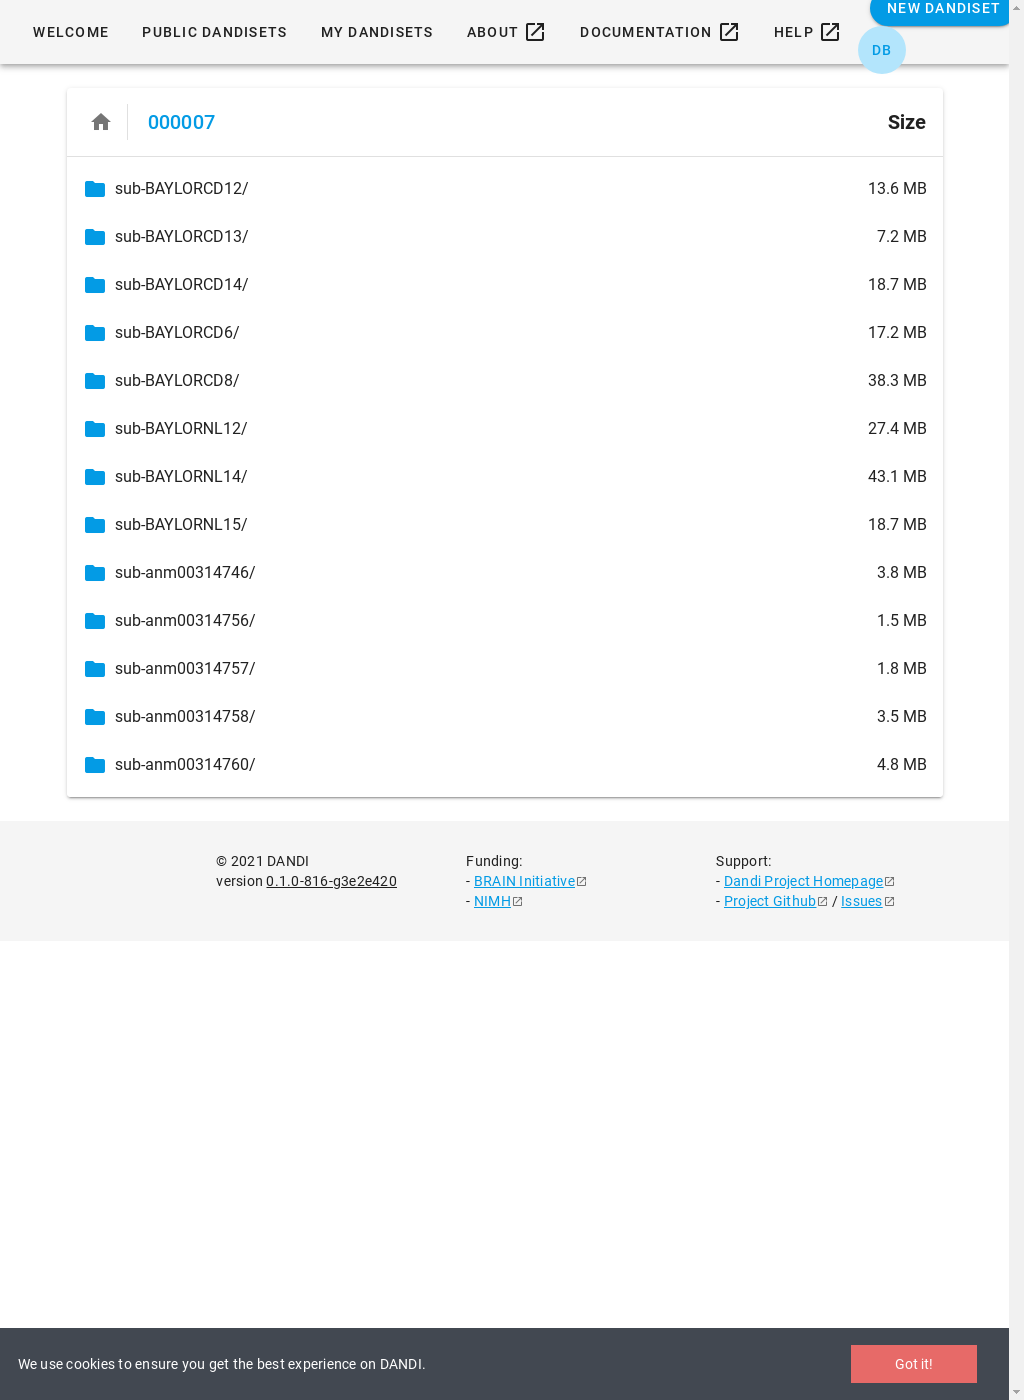 NEW DANDISET
WELCOME PUBLIC DANDISETS MY DANDISETS ABOUT DOCUMENTATION HELP
DB
000007 Size
sub-BAYLORCD12/ 13.6 MB
sub-BAYLORCD13/ 7.2 MB
sub-BAYLORCD14/ 18.7 MB
sub-BAYLORCD6/ 17.2 MB
sub-BAYLORCD8/ 38.3 MB
sub-BAYLORNL12/ 27.4 MB
sub-BAYLORNL14/ 43.1 MB
sub-BAYLORNL15/ 18.7 MB
sub-anm00314746/ 3.8 MB
sub-anm00314756/ 1.5 MB
sub-anm00314757/ 1.8 MB
sub-anm00314758/ 3.5 MB
sub-anm00314760/ 4.8 MB
© 2021 DANDI
version 0.1.0-816-g3e2e420
Funding:
- BRAIN Initiative
- NIMH
Support:
- Dandi Project Homepage
- Project Github / Issues
We use cookies to ensure you get the best experience on DANDI.
Got it!